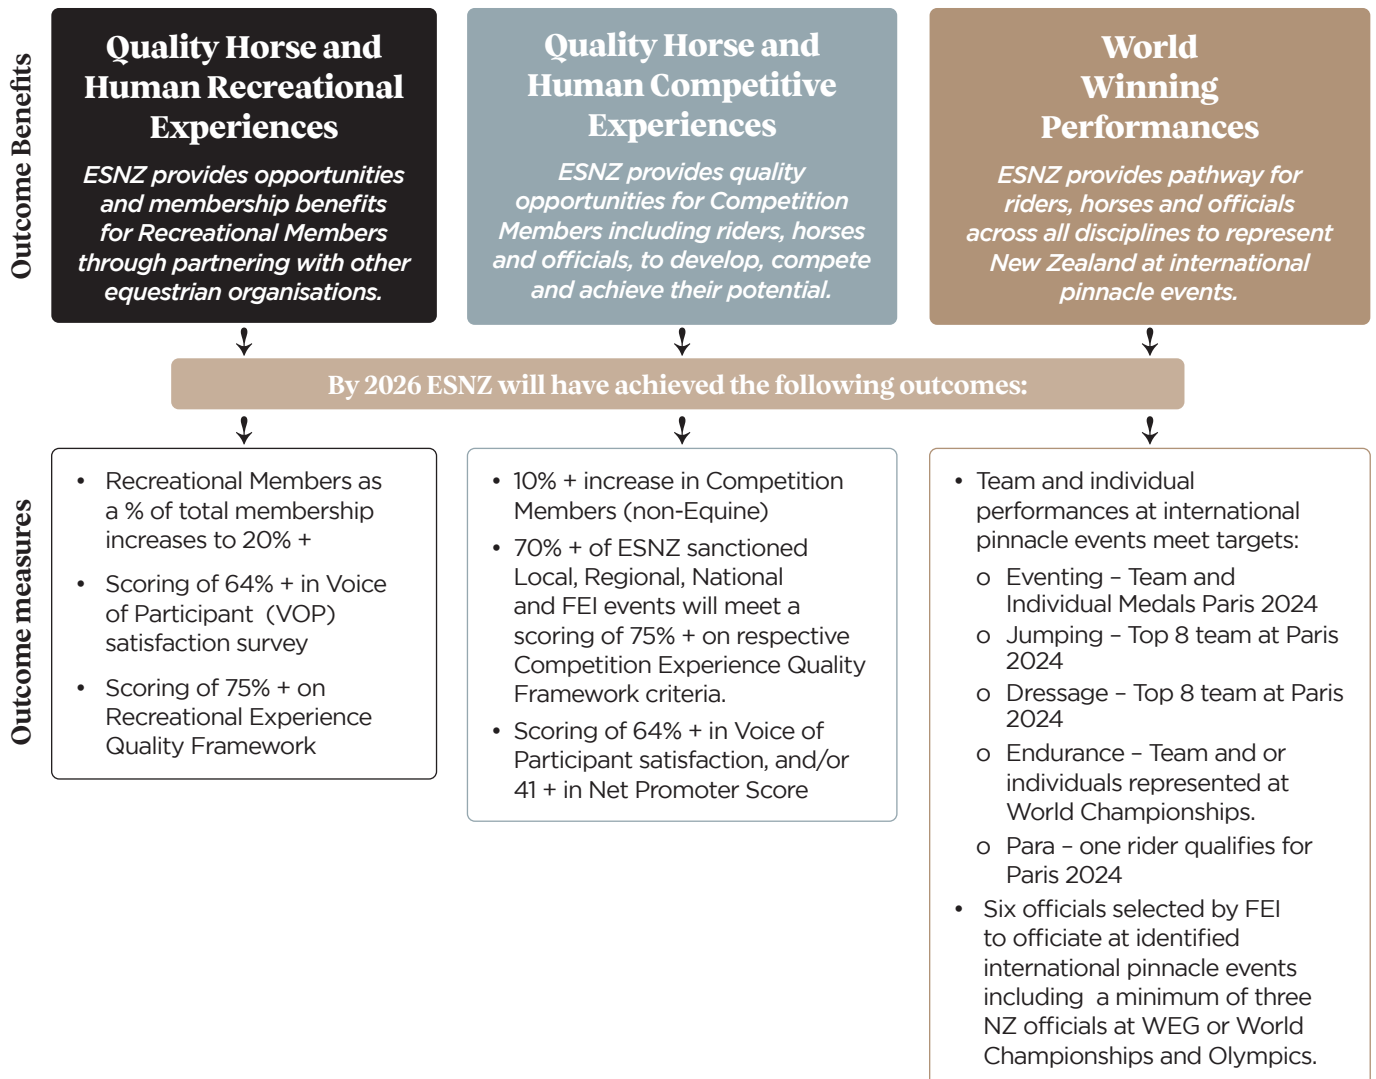 Outcome Benefits
Quality Horse and
Human Recreational
Experiences
ESNZ provides opportunities
and membership benefits
for Recreational Members
through partnering with other
equestrian organisations.
Quality Horse and
Human Competitive
Experiences
ESNZ provides quality
opportunities for Competition
Members including riders, horses
and officials, to develop, compete
and achieve their potential.
World
Winning
Performances
ESNZ provides pathway for
riders, horses and officials
across all disciplines to represent
New Zealand at international
pinnacle events.
By 2026 ESNZ will have achieved the following outcomes:
Outcome measures
• Recreational Members as
a % of total membership
increases to 20% +
• Scoring of 64% + in Voice
of Participant (VOP)
satisfaction survey
• Scoring of 75% + on
Recreational Experience
Quality Framework
• 10% + increase in Competition
Members (non-Equine)
• 70% + of ESNZ sanctioned
Local, Regional, National
and FEI events will meet a
scoring of 75% + on respective
Competition Experience Quality
Framework criteria.
• Scoring of 64% + in Voice of
Participant satisfaction, and/or
41 + in Net Promoter Score
• Team and individual
performances at international
pinnacle events meet targets:
o Eventing – Team and
Individual Medals Paris 2024
o Jumping – Top 8 team at Paris
2024
o Dressage – Top 8 team at Paris
2024
o Endurance – Team and or
individuals represented at
World Championships.
o Para – one rider qualifies for
Paris 2024
• Six officials selected by FEI
to officiate at identified
international pinnacle events
including a minimum of three
NZ officials at WEG or World
Championships and Olympics.